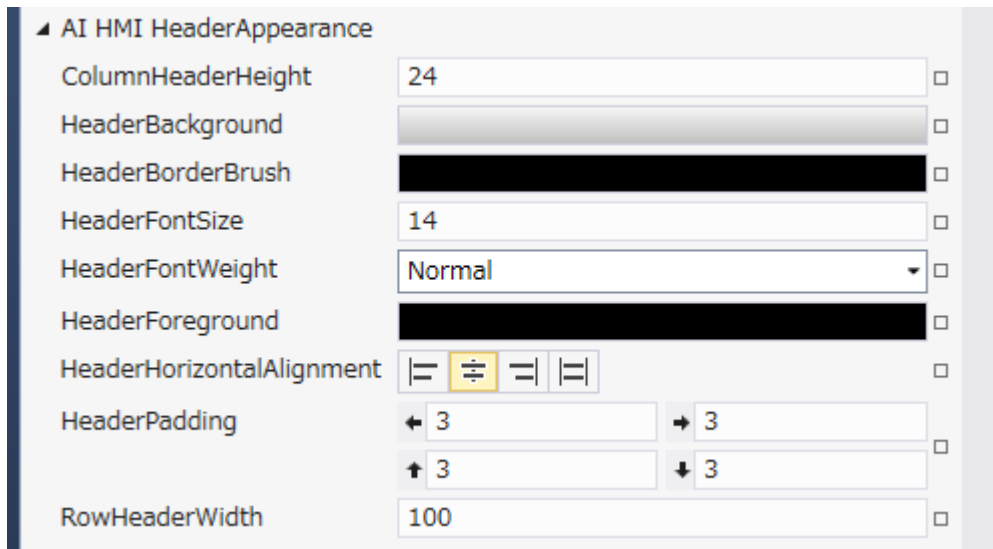 AI HMI HeaderAppearance
ColumnHeaderHeight 24
HeaderBackground
HeaderBorderBrush
HeaderFontSize 14
HeaderFontWeight Normal
HeaderForeground
HeaderHorizontalAlignment
HeaderPadding 3 3
3 3
RowHeaderWidth 100